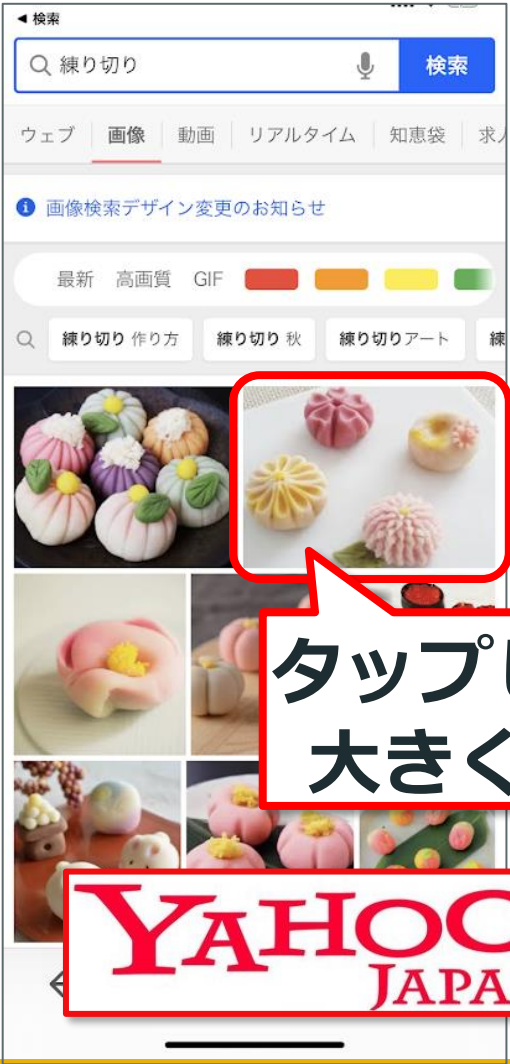 ◀ 検索
練り切り
検索
ウェブ 画像 動画 リアルタイム 知恵袋 求人
画像検索デザイン変更のお知らせ
最新 高画質 GIF
練り切り 作り方 練り切り 秋 練り切りアート 練
タップし
大きく
YAHOO
JAPA